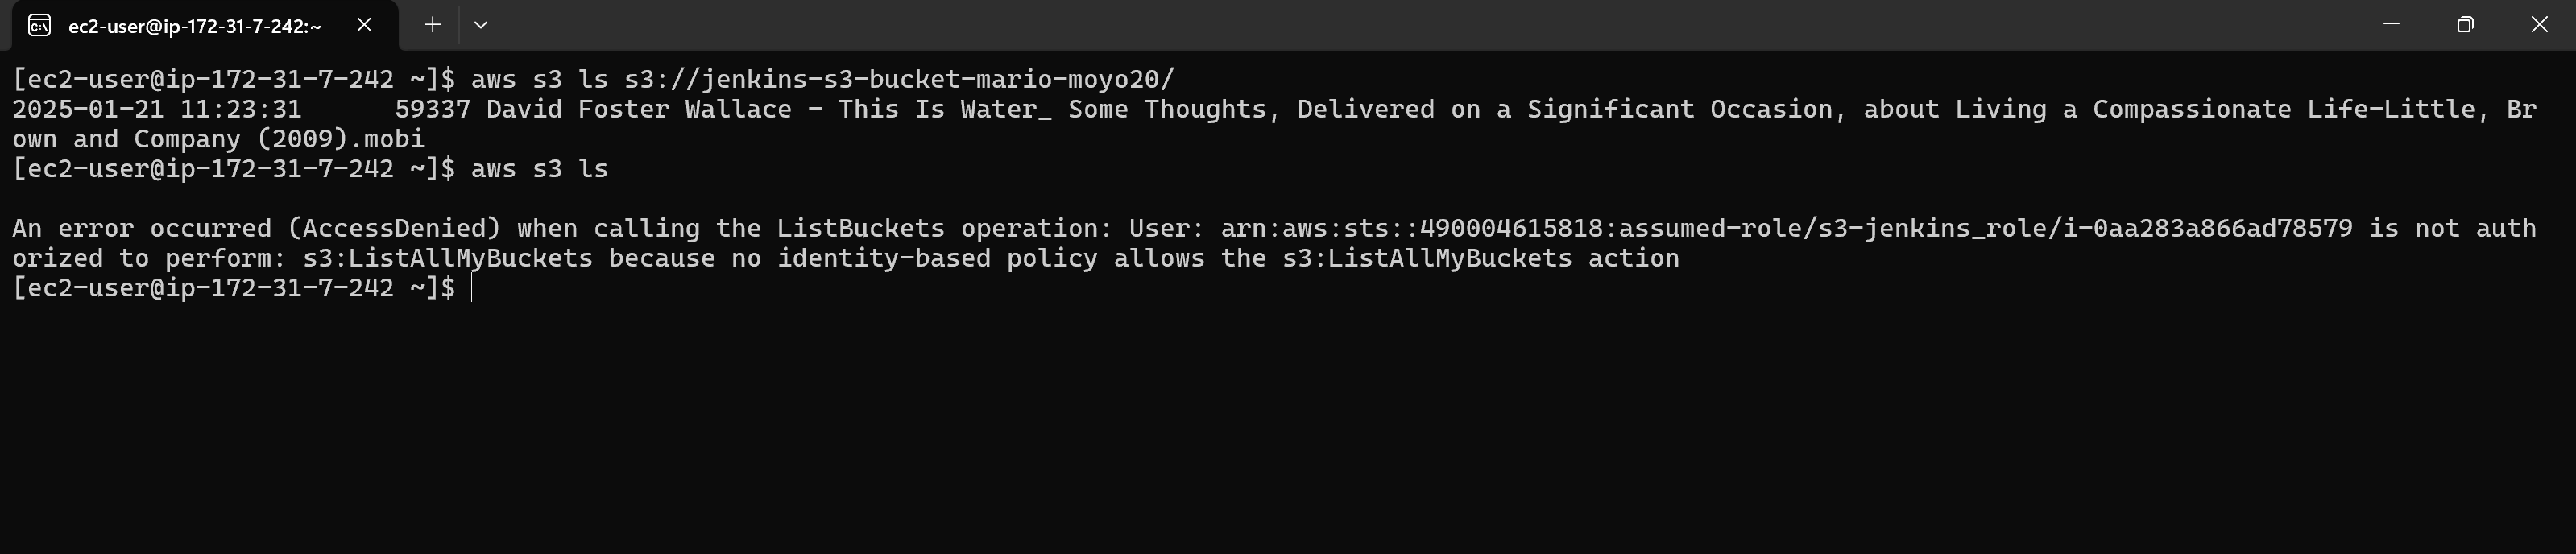 ec2-user@ip-172-31-7-242:~
[ec2-user@ip-172-31-7-242 ~]$ aws s3 ls s3://jenkins-s3-bucket-mario-moyo20/
2025-01-21 11:23:31      59337 David Foster Wallace - This Is Water_ Some Thoughts, Delivered on a Significant Occasion, about Living a Compassionate Life-Little, Br
own and Company (2009).mobi
[ec2-user@ip-172-31-7-242 ~]$ aws s3 ls

An error occurred (AccessDenied) when calling the ListBuckets operation: User: arn:aws:sts::490004615818:assumed-role/s3-jenkins_role/i-0aa283a866ad78579 is not auth
orized to perform: s3:ListAllMyBuckets because no identity-based policy allows the s3:ListAllMyBuckets action
[ec2-user@ip-172-31-7-242 ~]$